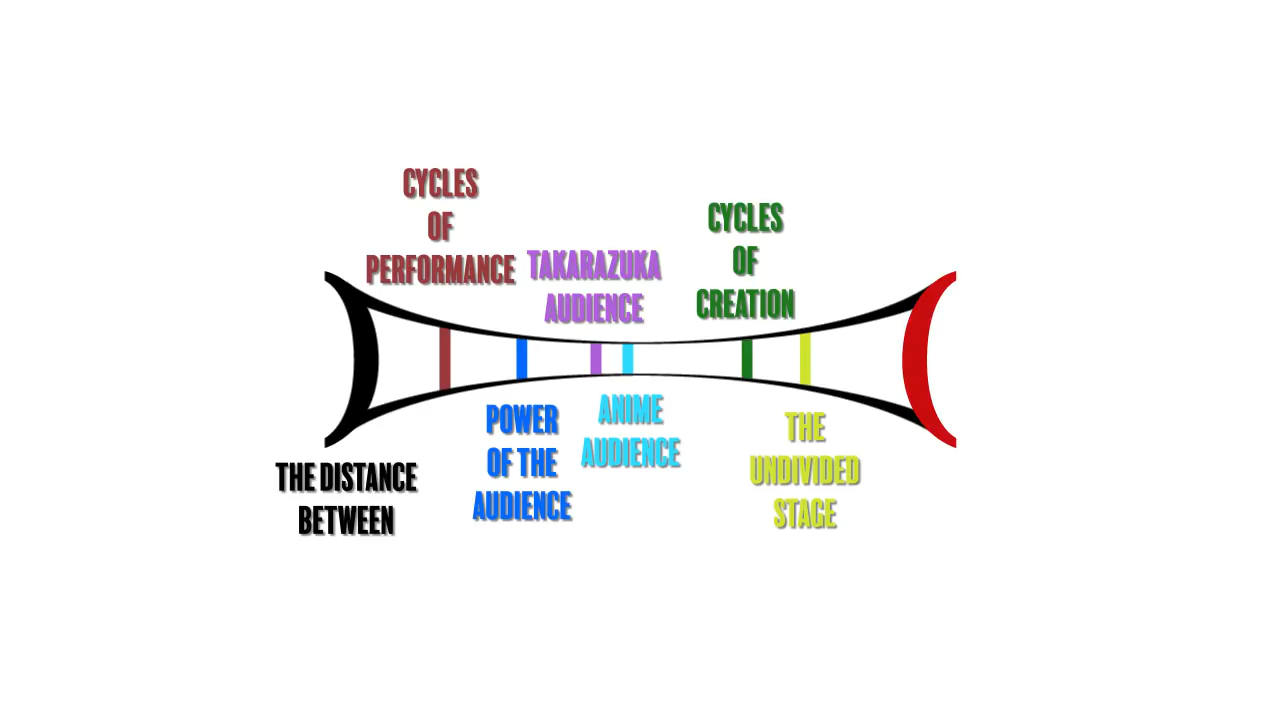 CYCLES
OF
PERFORMANCE
TAKARAZUKA
AUDIENCE
CYCLES
OF
CREATION
THE DISTANCE
BETWEEN
POWER
OF THE
AUDIENCE
ANIME
AUDIENCE
THE
UNDIVIDED
STAGE